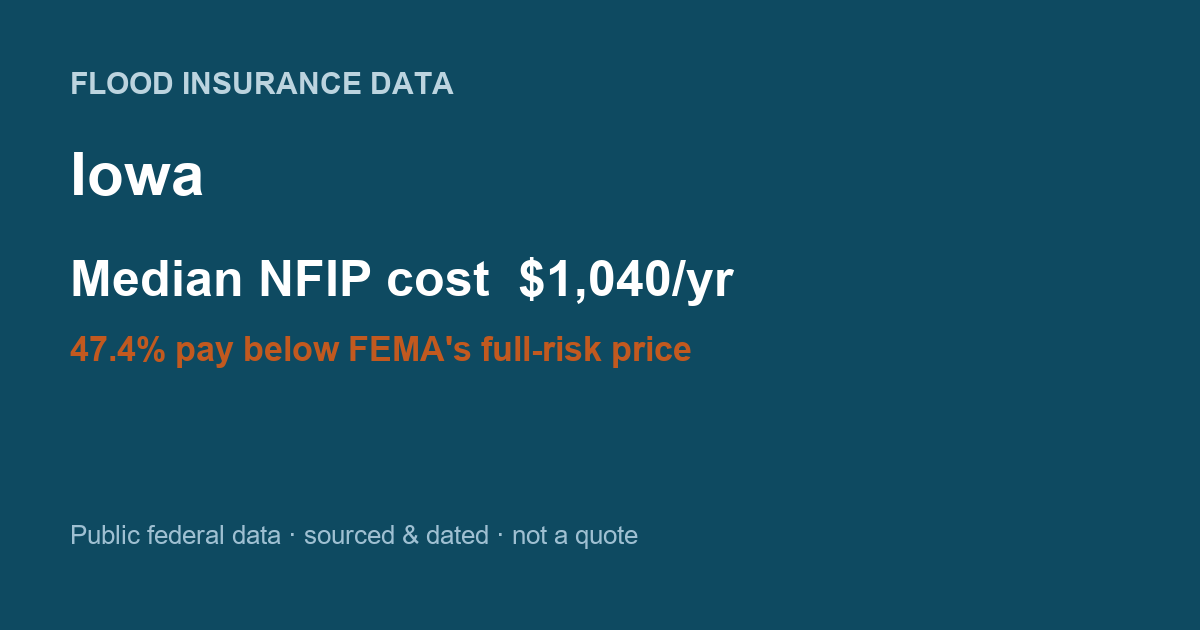 FLOOD INSURANCE DATA
Iowa
Median NFIP cost  $1,040/yr
47.4% pay below FEMA's full-risk price
Public federal data · sourced & dated · not a quote